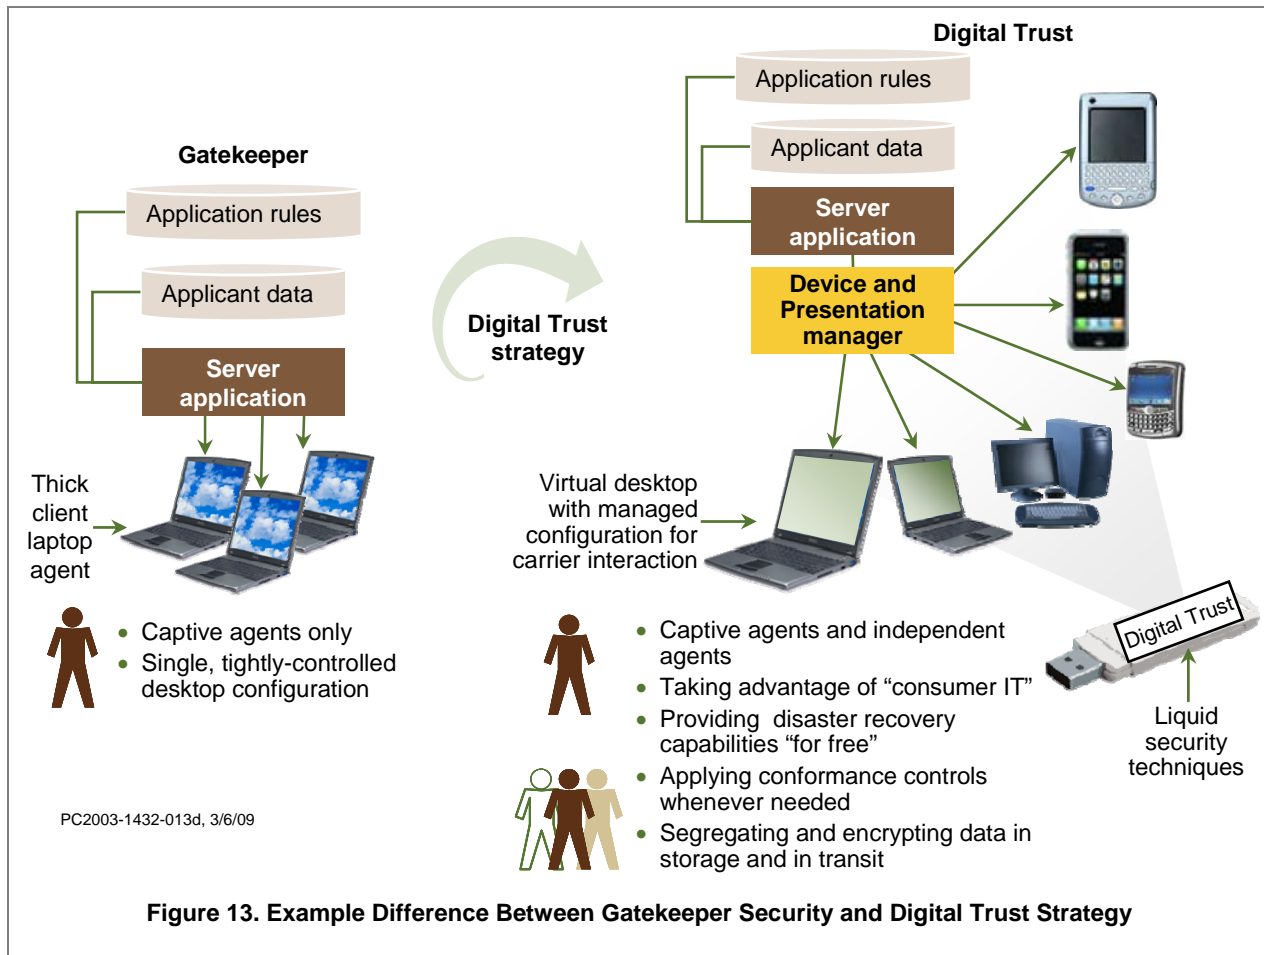 Gatekeeper
Application rules
Applicant data
Server
application
Thick
client
laptop
agent
• Captive agents only
• Single, tightly-controlled
desktop configuration
PC2003-1432-013d, 3/6/09
Digital Trust
strategy
Digital Trust
Application rules
Applicant data
Server
application
Device and
Presentation
manager
Virtual desktop
with managed
configuration for
carrier interaction
• Captive agents and independent
agents
• Taking advantage of “consumer IT”
• Providing disaster recovery
capabilities “for free”
• Applying conformance controls
whenever needed
• Segregating and encrypting data in
storage and in transit
Digital Trust
Liquid
security
techniques
Figure 13. Example Difference Between Gatekeeper Security and Digital Trust Strategy